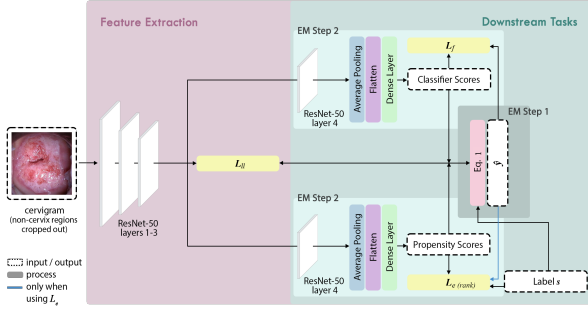 Feature Extraction
Downstream Tasks
EM Step 2
Average Pooling
Flatten
Dense Layer
ResNet-50
layer 4
L_f
Classifier Scores
EM Step 1
Eq. 1
ŷ
cervigram
(non-cervix regions
cropped out)
ResNet-50
layers 1-3
L_ll
EM Step 2
Average Pooling
Flatten
Dense Layer
ResNet-50
layer 4
Propensity Scores
L_e (rank)
Label s
input / output
process
only when
using L_e